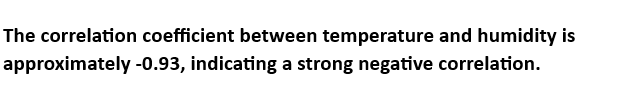 The correlation coefficient between temperature and humidity is
approximately -0.93, indicating a strong negative correlation.